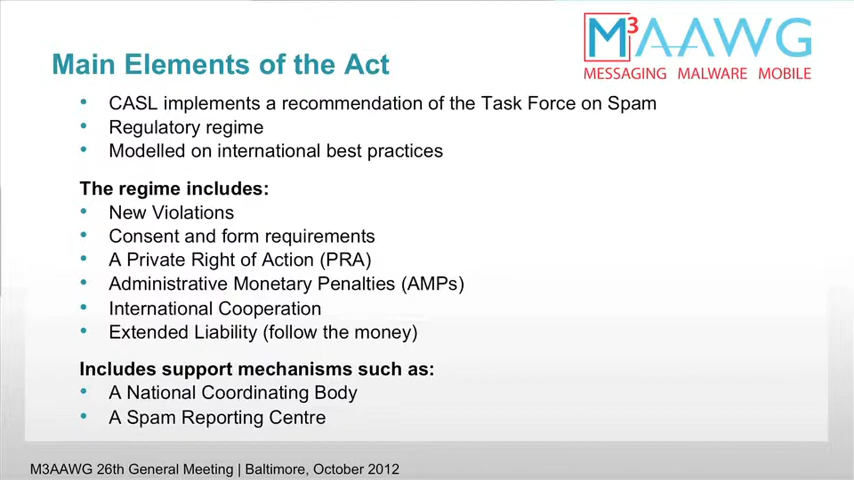 M3AAWG
MESSAGING MALWARE MOBILE
Main Elements of the Act
• CASL implements a recommendation of the Task Force on Spam
• Regulatory regime
• Modelled on international best practices
The regime includes:
• New Violations
• Consent and form requirements
• A Private Right of Action (PRA)
• Administrative Monetary Penalties (AMPs)
• International Cooperation
• Extended Liability (follow the money)
Includes support mechanisms such as:
• A National Coordinating Body
• A Spam Reporting Centre
M3AAWG 26th General Meeting | Baltimore, October 2012